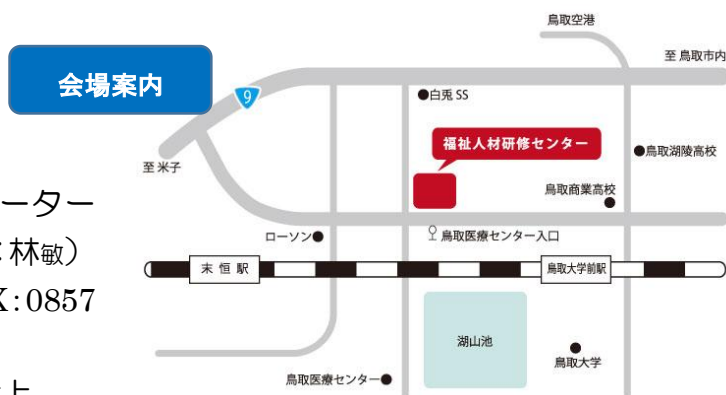 鳥取空港
至 鳥取市内
会場案内
9
●白兎 SS
福祉人材研修センター
●鳥取湖陵高校
至 米子
鳥取商業高校
ーター
ローソン●
鳥取医療センター入口
林敏)
末 恒 駅
鳥取大学前駅
X:0857
湖山池
鳥取大学
鳥取医療センター●